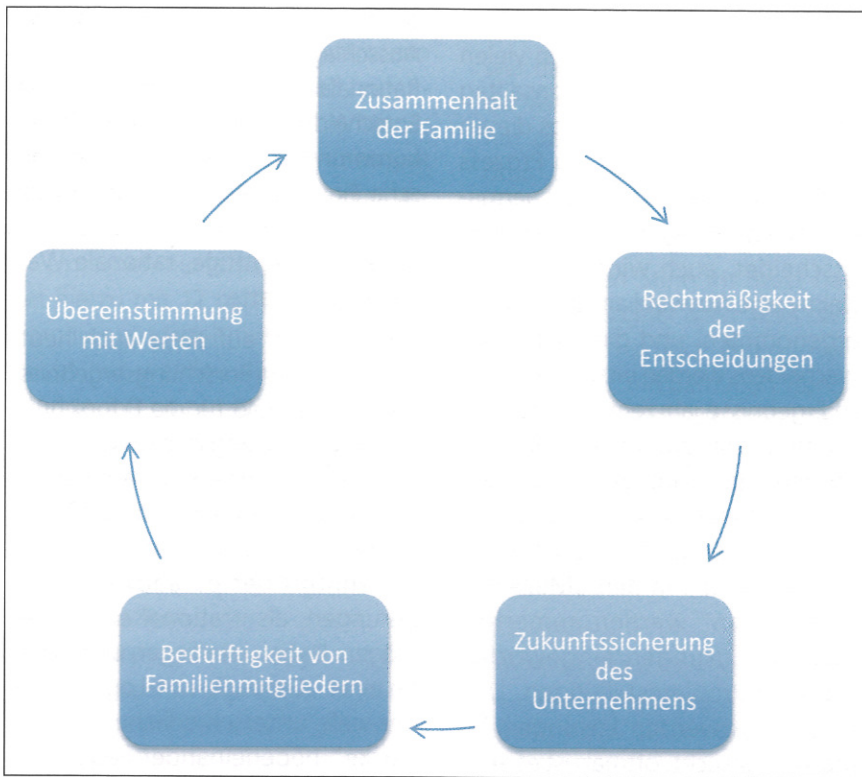 Zusammenhalt
der Familie
Rechtmäßigkeit
der
Entscheidungen
Zukunftssicherung
des
Unternehmens
Bedürftigkeit von
Familienmitgliedern
Übereinstimmung
mit Werten